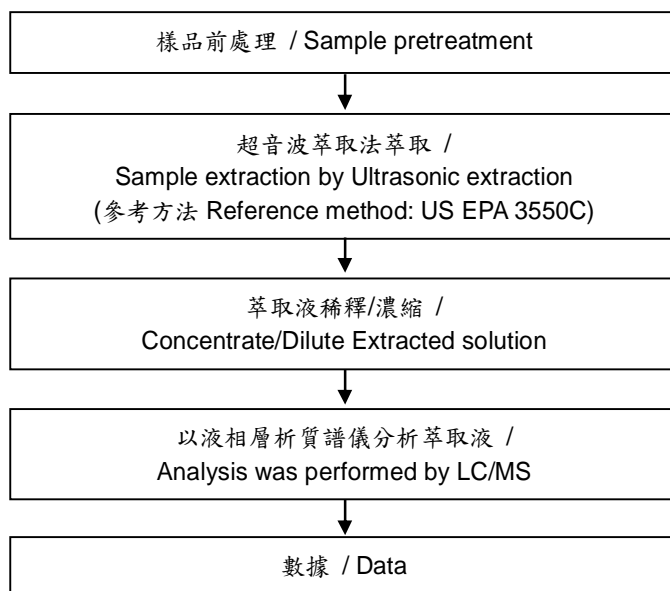 樣品前處理 / Sample pretreatment
超音波萃取法萃取 /
Sample extraction by Ultrasonic extraction
(參考方法 Reference method: US EPA 3550C)
萃取液稀釋/濃縮 /
Concentrate/Dilute Extracted solution
以液相層析質譜儀分析萃取液 /
Analysis was performed by LC/MS
數據 / Data